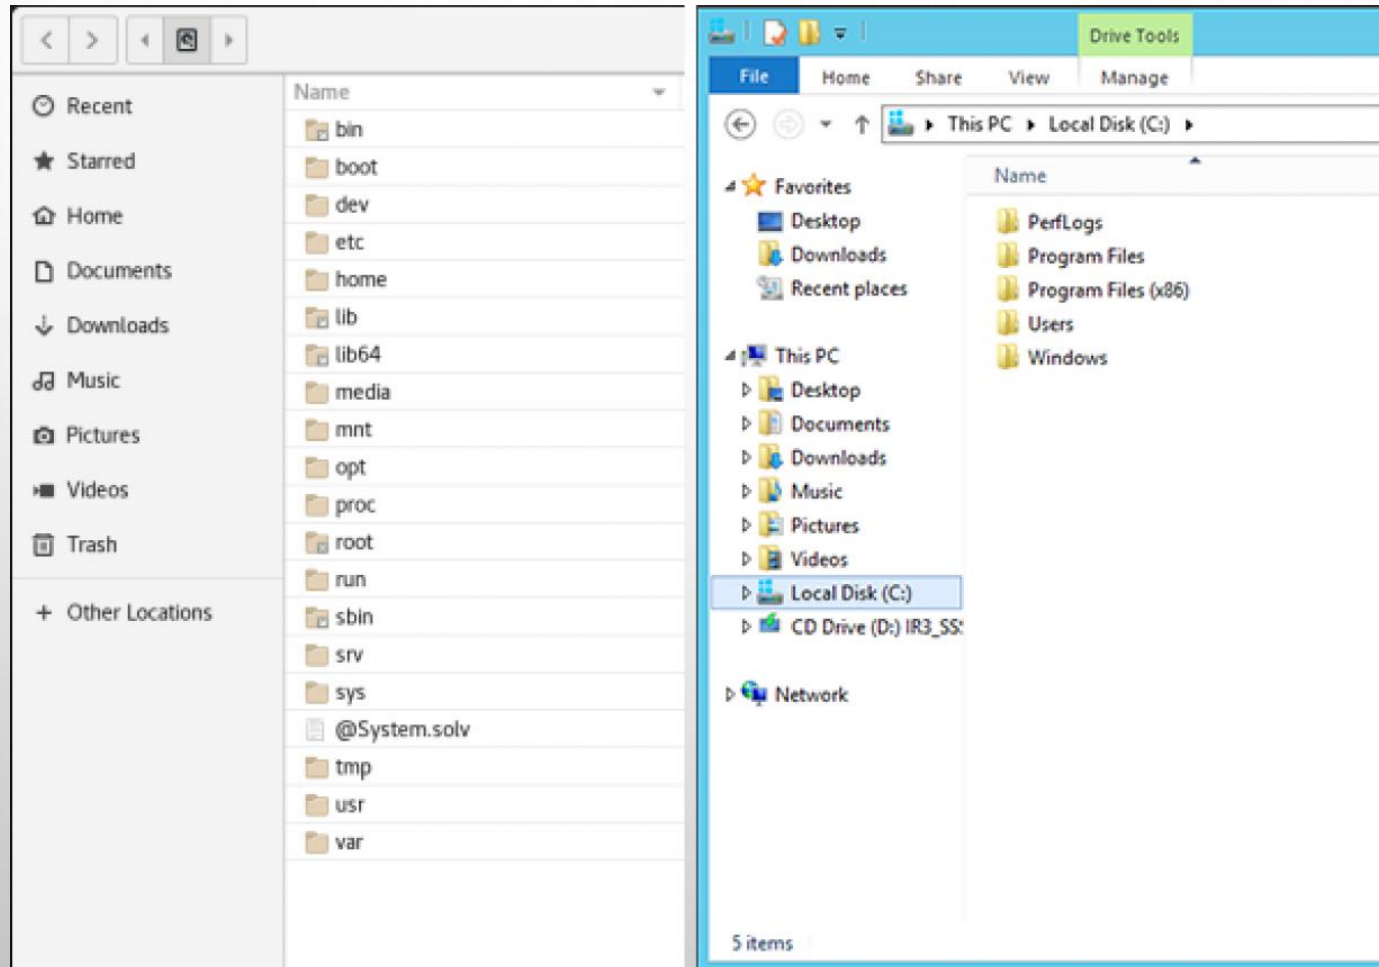 Name
Recent
Starred
Home
Documents
Downloads
Music
Pictures
Videos
Trash
Other Locations
bin
boot
dev
etc
home
lib
lib64
media
mnt
opt
proc
root
run
sbin
srv
sys
@System.solv
tmp
usr
var
Drive Tools
File Home Share View Manage
This PC Local Disk (C:)
Favorites
Desktop
Downloads
Recent places
This PC
Desktop
Documents
Downloads
Music
Pictures
Videos
Local Disk (C:)
CD Drive (D:) IR3_SS
Network
Name
PerfLogs
Program Files
Program Files (x86)
Users
Windows
5 items